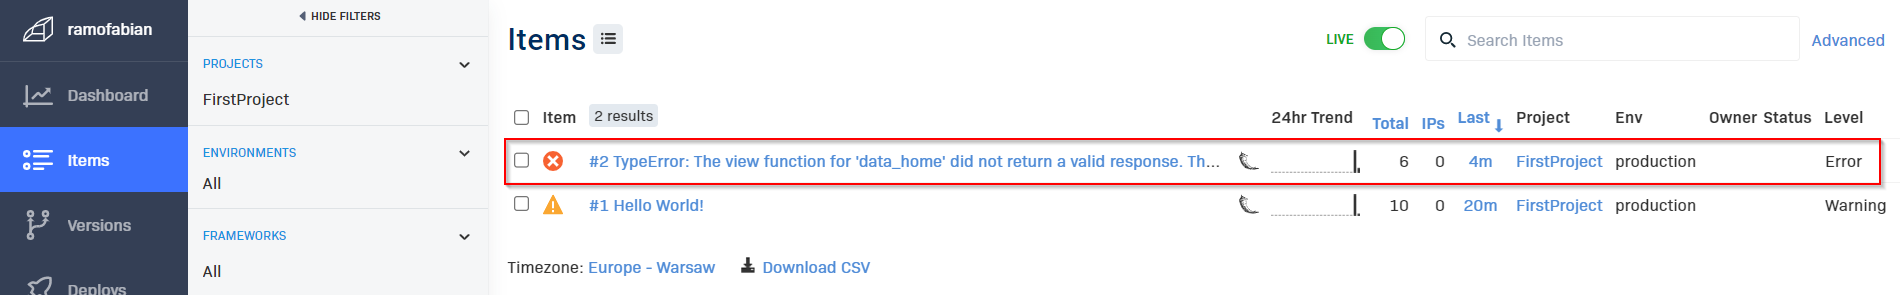 ramofabian
Dashboard
Items
Versions
Deploys
HIDE FILTERS
PROJECTS
FirstProject
ENVIRONMENTS
All
FRAMEWORKS
All
Items
LIVE
Search Items
Advanced
Item 2 results 24hr Trend Total IPs Last Project Env Owner Status Level
#2 TypeError: The view function for 'data_home' did not return a valid response. Th... 6 0 4m FirstProject production Error
#1 Hello World! 10 0 20m FirstProject production Warning
Timezone: Europe - Warsaw Download CSV